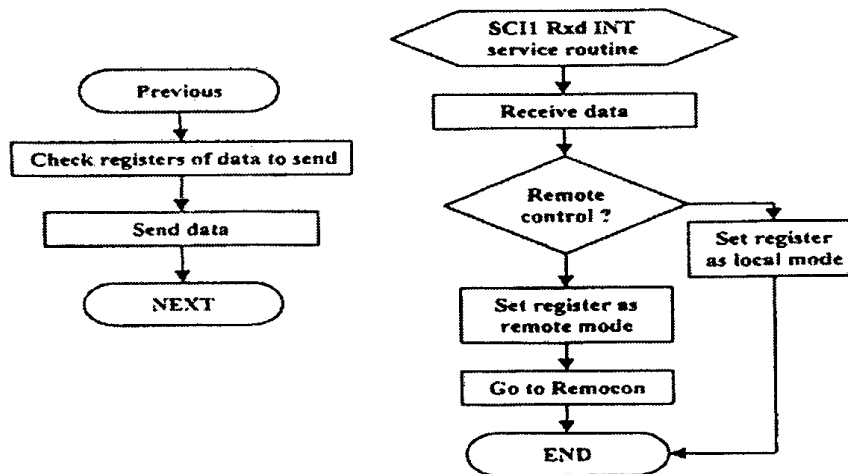 Previous
Check registers of data to send
Send data
NEXT
SCI1 Rxd INT
service routine
Receive data
Remote
control ?
Set register
as local mode
Set register as
remote mode
Go to Remocon
END